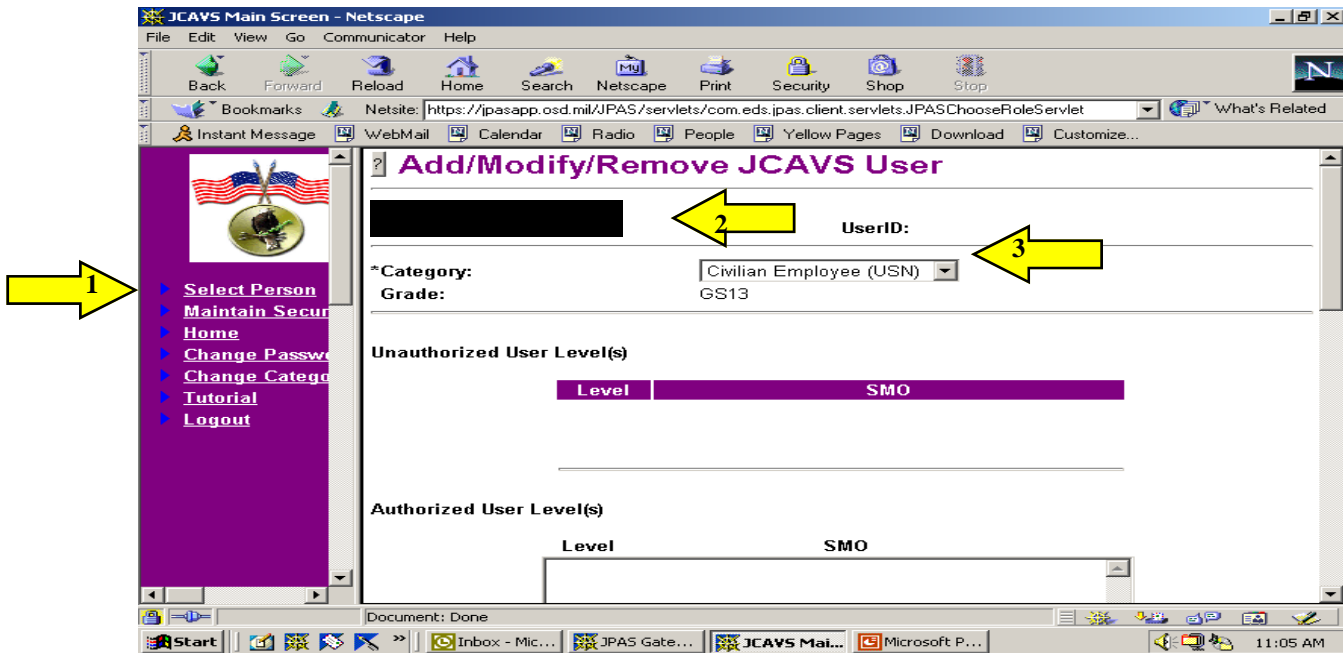 JCAVS Main Screen - Netscape
File Edit View Go Communicator Help
Back Forward Reload Home Search Netscape Print Security Shop Stop
My
N
Bookmarks Netsite: https://jpasapp.osd.mil/JPAS/servlets/com.eds.jpas.client.servlets.JPASChooseRoleServlet What's Related
Instant Message WebMail Calendar Radio People Yellow Pages Download Customize...
? Add/Modify/Remove JCAVS User
2
UserID:
3
*Category: Civilian Employee (USN)
Grade: GS13
1
Select Person
Maintain Secur
Home
Change Passw
Change Catego
Tutorial
Logout
Unauthorized User Level(s)
Level SMO
Authorized User Level(s)
Level SMO
Document: Done
Start » Inbox - Mic... JPAS Gate... JCAVS Mai... Microsoft P... 11:05 AM